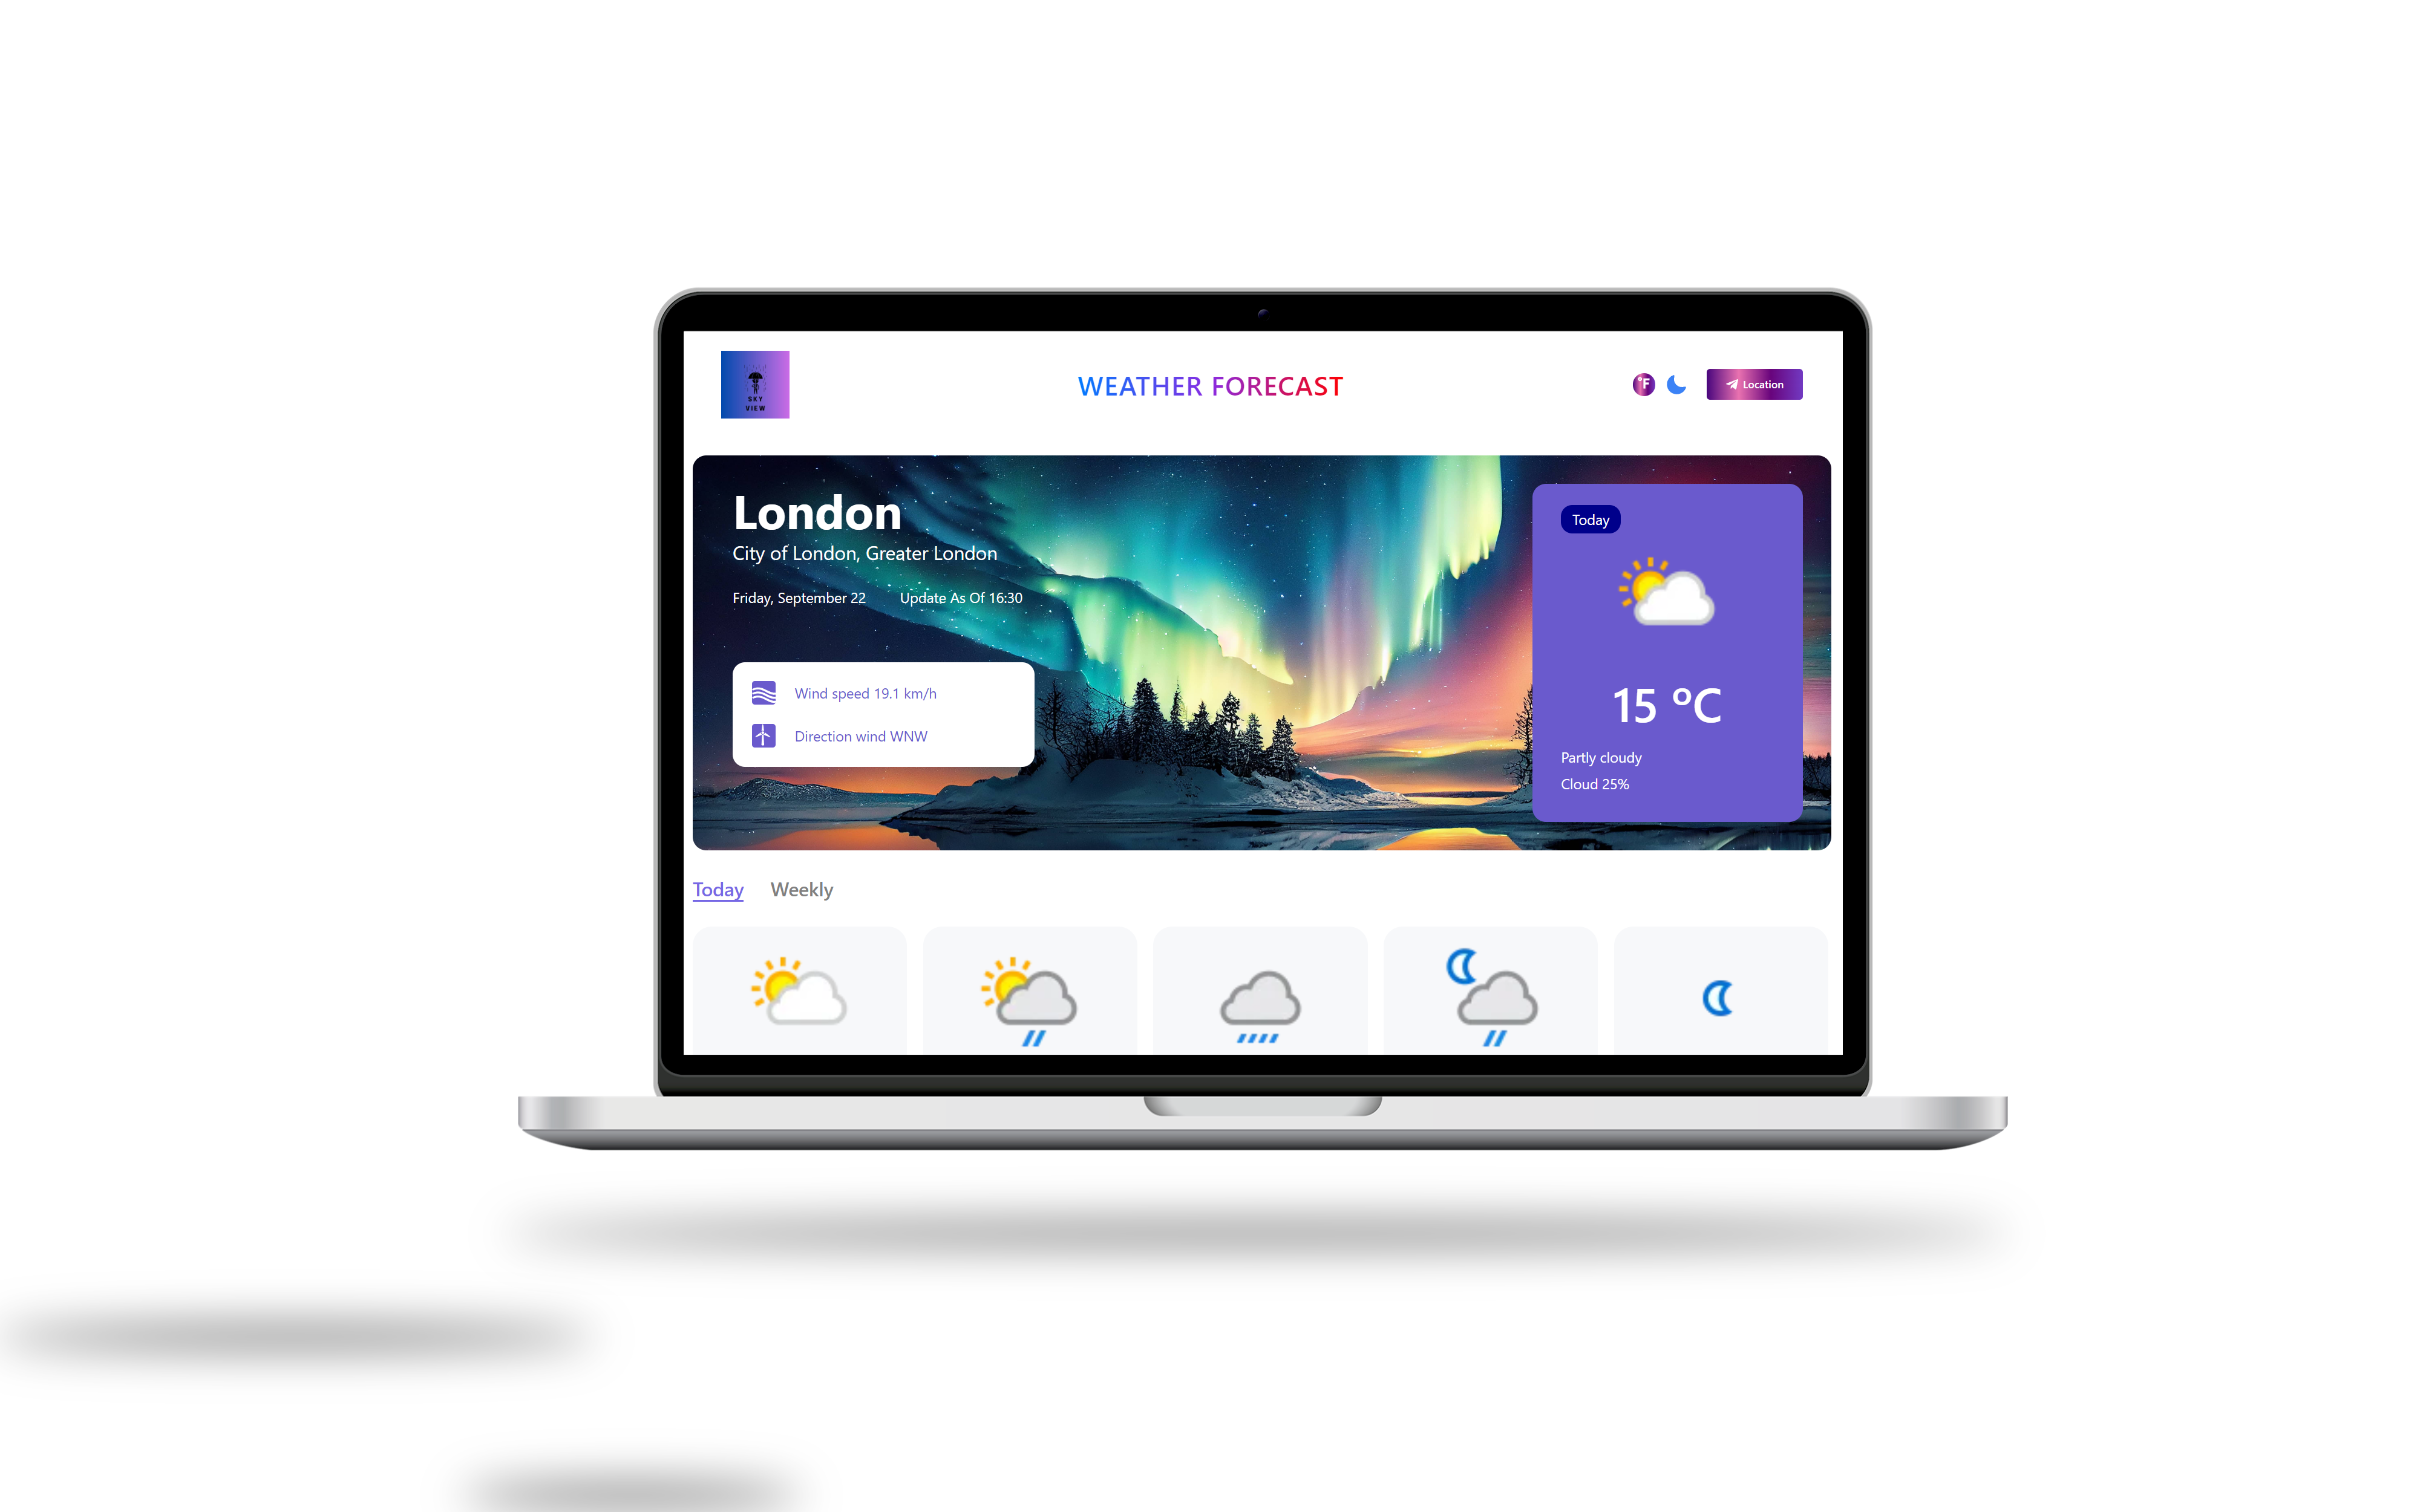 SKY
VIEW
WEATHER FORECAST
°F
Location
London
City of London, Greater London
Friday, September 22 Update As Of 16:30
Wind speed 19.1 km/h
Direction wind WNW
Today
15 °C
Partly cloudy
Cloud 25%
Today Weekly